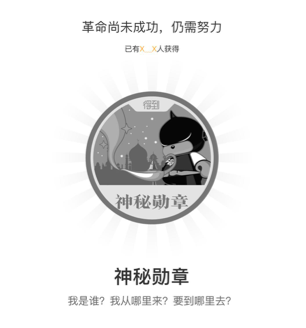 革命尚未成功，仍需努力
已有X__X人获得
得到
神秘勋章
神秘勋章
我是谁？我从哪里来？要到哪里去？